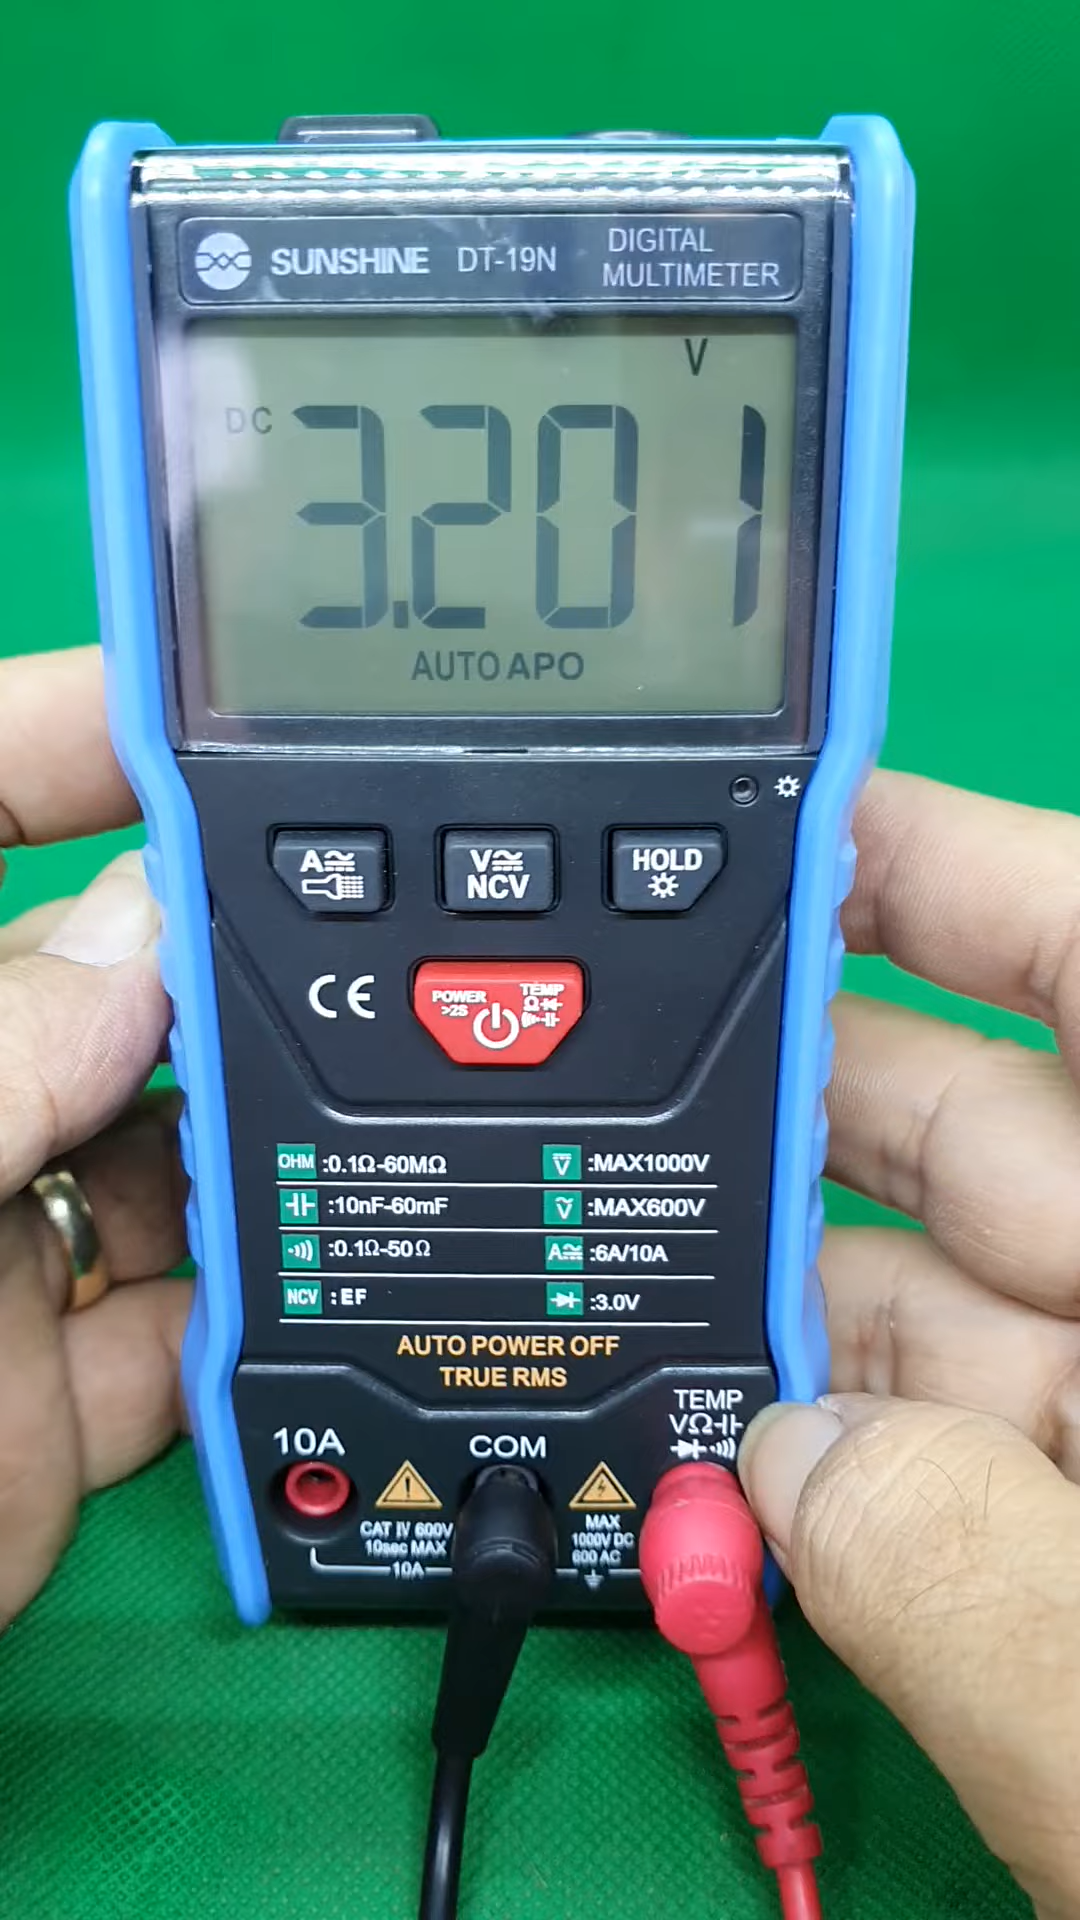 SUNSHINE DT-19N DIGITAL MULTIMETER
V
DC 3.201
AUTO APO
A V HOLD
NCV
CE
POWER >2S TEMP Ω
OHM :0.1Ω-60MΩ V :MAX1000V
:10nF-60mF V :MAX600V
:0.1Ω-50Ω A :6A/10A
NCV :EF :3.0V
AUTO POWER OFF
TRUE RMS
10A COM TEMP
VΩ
CAT IV 600V
10sec MAX
10A
MAX
1000V DC
600 AC